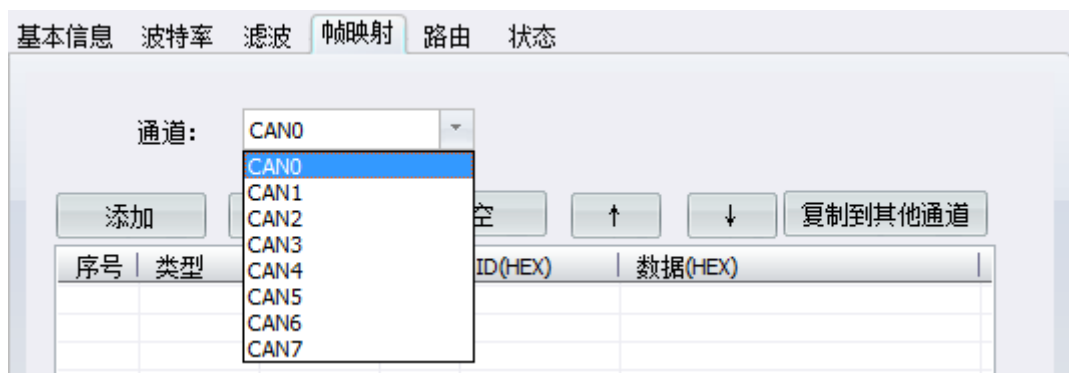 基本信息 波特率 滤波 帧映射 路由 状态
通道: CAN0
CAN0
CAN1
CAN2
CAN3
CAN4
CAN5
CAN6
CAN7
添加 空 ↑ ↓ 复制到其他通道
序号 类型 ID(HEX) 数据(HEX)